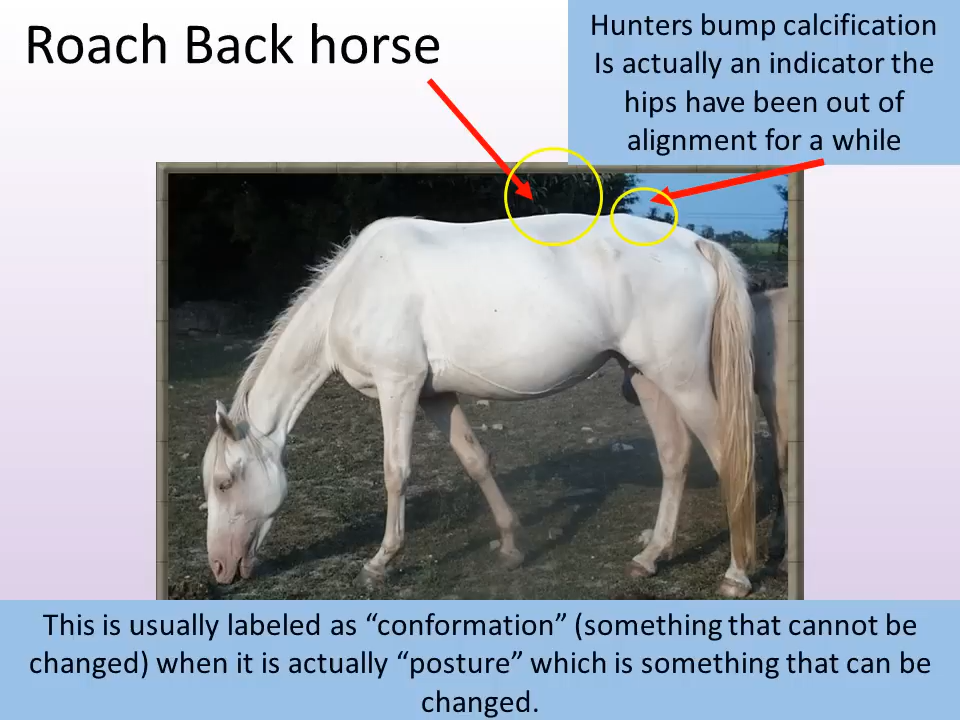 Roach Back horse
Hunters bump calcification
Is actually an indicator the
hips have been out of
alignment for a while
This is usually labeled as “conformation” (something that cannot be
changed) when it is actually “posture” which is something that can be
changed.